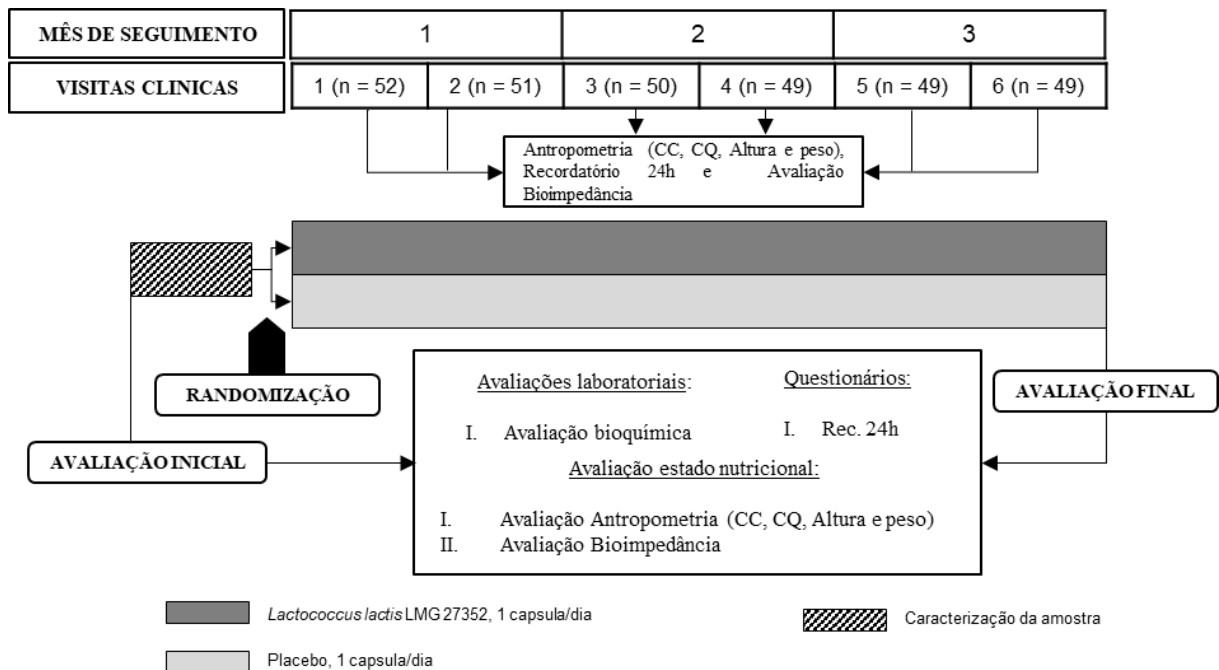 MÊS DE SEGUIMENTO 1 2 3
VISITAS CLINICAS 1 (n = 52) 2 (n = 51) 3 (n = 50) 4 (n = 49) 5 (n = 49) 6 (n = 49)
Antropometria (CC, CQ, Altura e peso),
Recordatório 24h e Avaliação
Bioimpedância
RANDOMIZAÇÃO
AVALIAÇÃO INICIAL
Avaliações laboratoriais: Questionários:
I. Avaliação bioquímica I. Rec. 24h
Avaliação estado nutricional:
I. Avaliação Antropometria (CC, CQ, Altura e peso)
II. Avaliação Bioimpedância
AVALIAÇÃO FINAL
Lactococcus lactis LMG 27352, 1 capsula/dia
Caracterização da amostra
Placebo, 1 capsula/dia